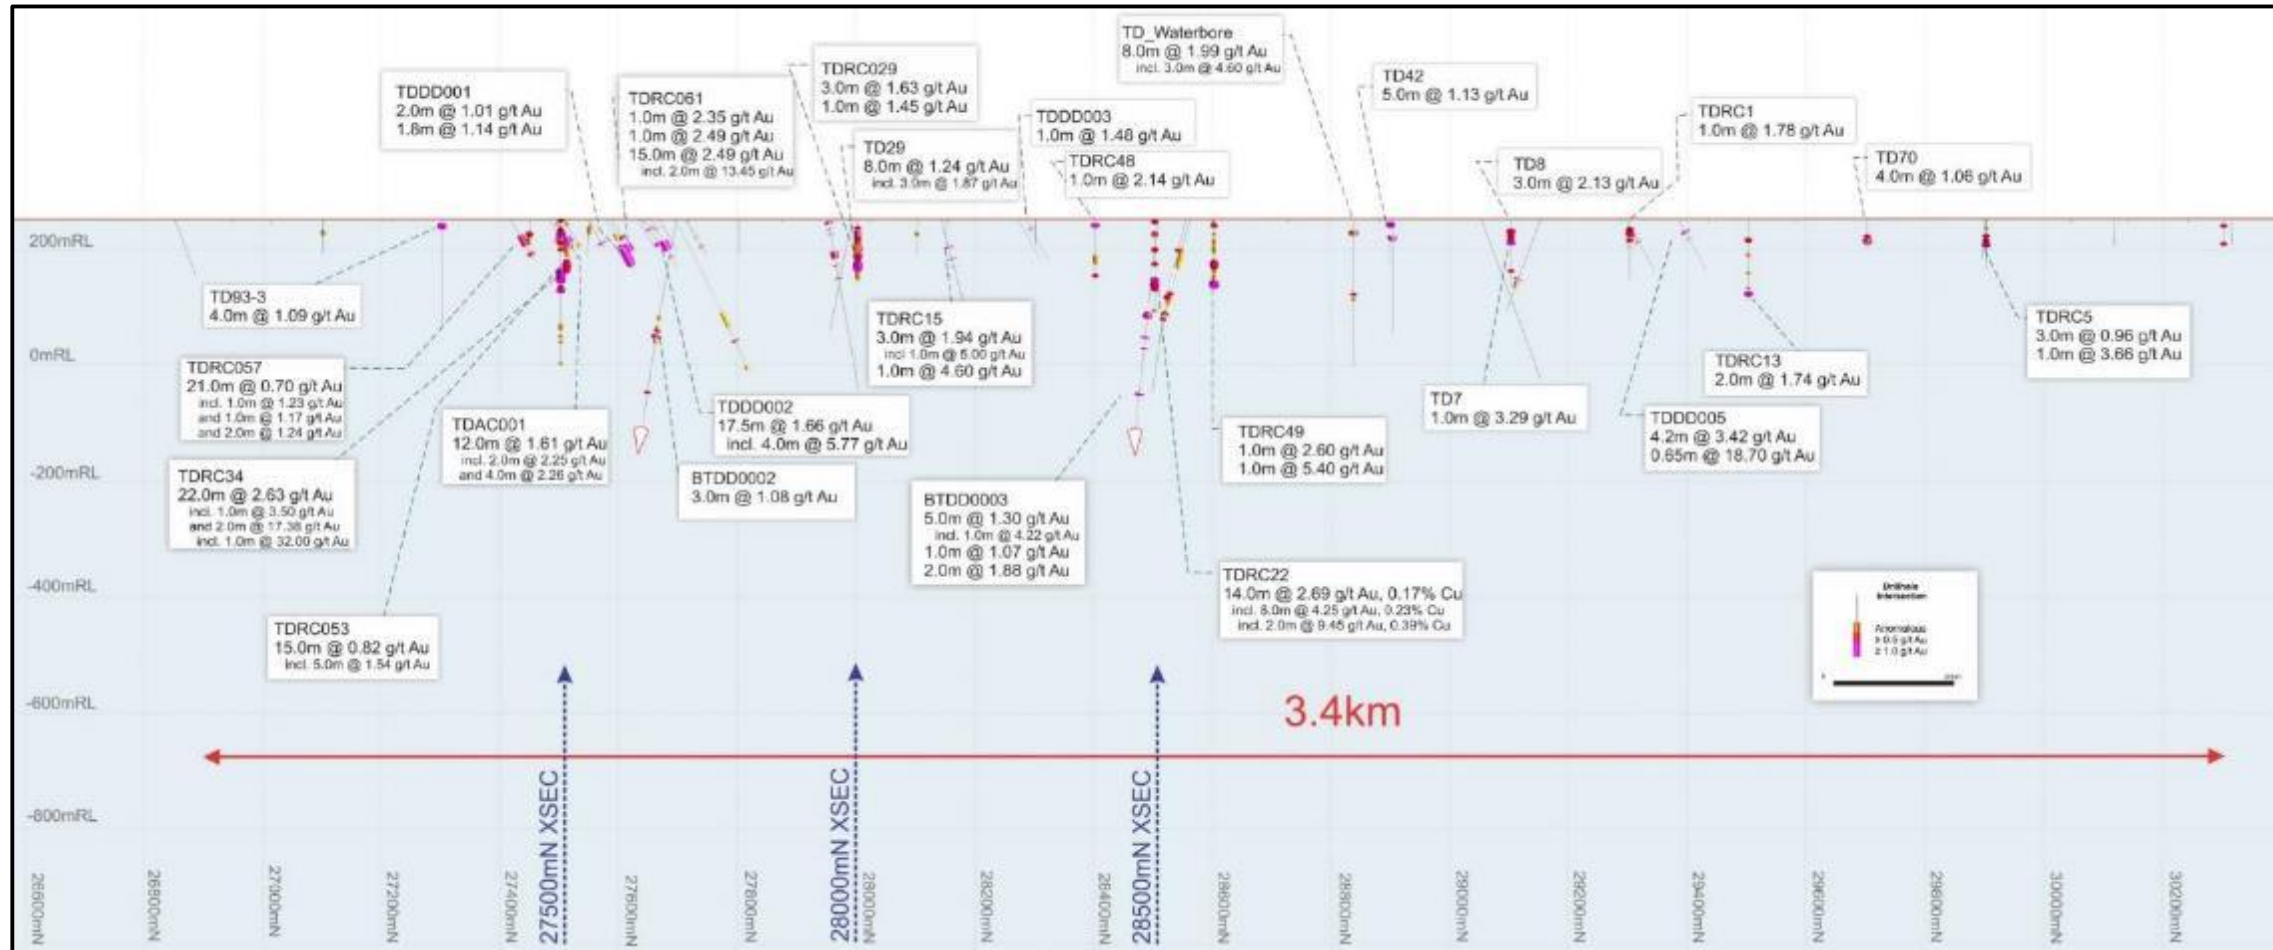 TD_Waterbore
8.0m @ 1.99 g/t Au
incl. 3.0m @ 4.60 g/t Au
TDDD001
2.0m @ 1.01 g/t Au
1.8m @ 1.14 g/t Au
TDRC061
1.0m @ 2.35 g/t Au
1.0m @ 2.49 g/t Au
15.0m @ 2.49 g/t Au
incl. 2.0m @ 13.45 g/t Au
TDRC029
3.0m @ 1.63 g/t Au
1.0m @ 1.45 g/t Au
TD29
8.0m @ 1.24 g/t Au
incl. 3.0m @ 1.87 g/t Au
TDDD003
1.0m @ 1.48 g/t Au
TDRC48
1.0m @ 2.14 g/t Au
TD42
5.0m @ 1.13 g/t Au
TD8
3.0m @ 2.13 g/t Au
TDRC1
1.0m @ 1.78 g/t Au
TD70
4.0m @ 1.06 g/t Au
200mRL
0mRL
-200mRL
-400mRL
-600mRL
-800mRL
TD93-3
4.0m @ 1.09 g/t Au
TDRC057
21.0m @ 0.70 g/t Au
incl. 1.0m @ 1.23 g/t Au
and 1.0m @ 1.17 g/t Au
and 2.0m @ 1.24 g/t Au
TDRC34
22.0m @ 2.63 g/t Au
incl. 1.0m @ 3.50 g/t Au
and 2.0m @ 17.38 g/t Au
incl. 1.0m @ 32.00 g/t Au
TDRC053
15.0m @ 0.82 g/t Au
incl. 5.0m @ 1.54 g/t Au
TDAC001
12.0m @ 1.61 g/t Au
incl. 2.0m @ 2.25 g/t Au
and 4.0m @ 2.26 g/t Au
TDDD002
17.5m @ 1.66 g/t Au
incl. 4.0m @ 5.77 g/t Au
BTDD0002
3.0m @ 1.08 g/t Au
TDRC15
3.0m @ 1.94 g/t Au
incl 1.0m @ 5.00 g/t Au
1.0m @ 4.60 g/t Au
BTDD0003
5.0m @ 1.30 g/t Au
incl. 1.0m @ 4.22 g/t Au
1.0m @ 1.07 g/t Au
2.0m @ 1.88 g/t Au
TDRC49
1.0m @ 2.60 g/t Au
1.0m @ 5.40 g/t Au
TDRC22
14.0m @ 2.69 g/t Au, 0.17% Cu
incl. 8.0m @ 4.25 g/t Au, 0.23% Cu
incl. 2.0m @ 9.45 g/t Au, 0.39% Cu
TD7
1.0m @ 3.29 g/t Au
TDDD005
4.2m @ 3.42 g/t Au
0.65m @ 18.70 g/t Au
TDRC13
2.0m @ 1.74 g/t Au
TDRC5
3.0m @ 0.96 g/t Au
1.0m @ 3.66 g/t Au
Drillhole
Intersection
Anomalous
≥ 0.5 g/t Au
≥ 1.0 g/t Au
0
3.4km
27500mN XSEC
28000mN XSEC
28500mN XSEC
26600mN
26800mN
27000mN
27200mN
27400mN
27600mN
27800mN
28000mN
28200mN
28400mN
28600mN
28800mN
29000mN
29200mN
29400mN
29600mN
29800mN
30000mN
30200mN